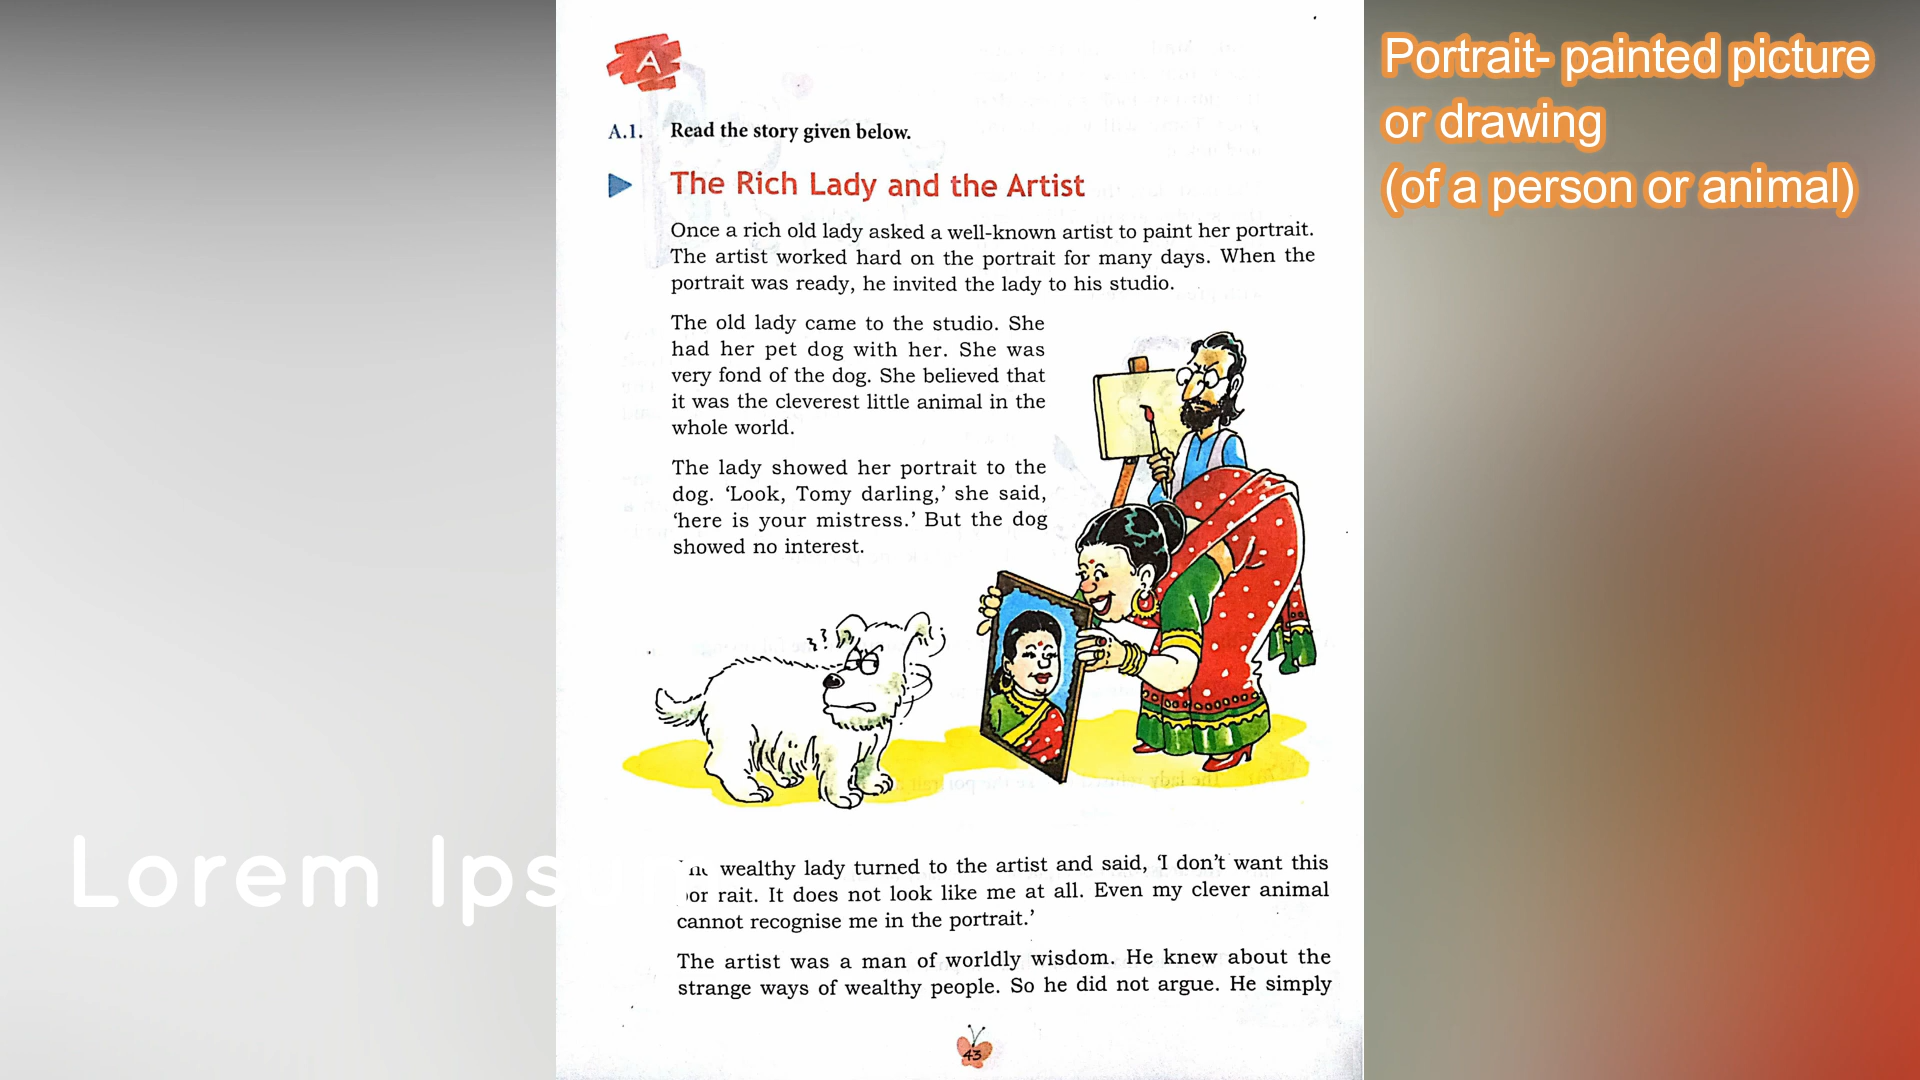 A
A.1. Read the story given below.
The Rich Lady and the Artist
Once a rich old lady asked a well-known artist to paint her portrait.
The artist worked hard on the portrait for many days. When the
portrait was ready, he invited the lady to his studio.
The old lady came to the studio. She
had her pet dog with her. She was
very fond of the dog. She believed that
it was the cleverest little animal in the
whole world.
The lady showed her portrait to the
dog. ‘Look, Tomy darling,’ she said,
‘here is your mistress.’ But the dog
showed no interest.
??
wealthy lady turned to the artist and said, ‘I don’t want this
rait. It does not look like me at all. Even my clever animal
cannot recognise me in the portrait.’
The artist was a man of worldly wisdom. He knew about the
strange ways of wealthy people. So he did not argue. He simply
43
Portrait- painted picture
or drawing
(of a person or animal)
Lorem Ipsu